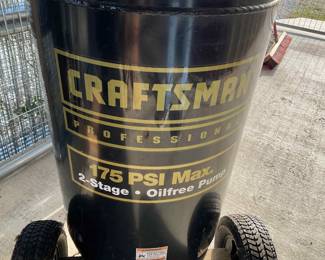 CRAFTSMAN
PROFESSIONAL
175 PSI Max.
2-Stage • Oilfree Pump